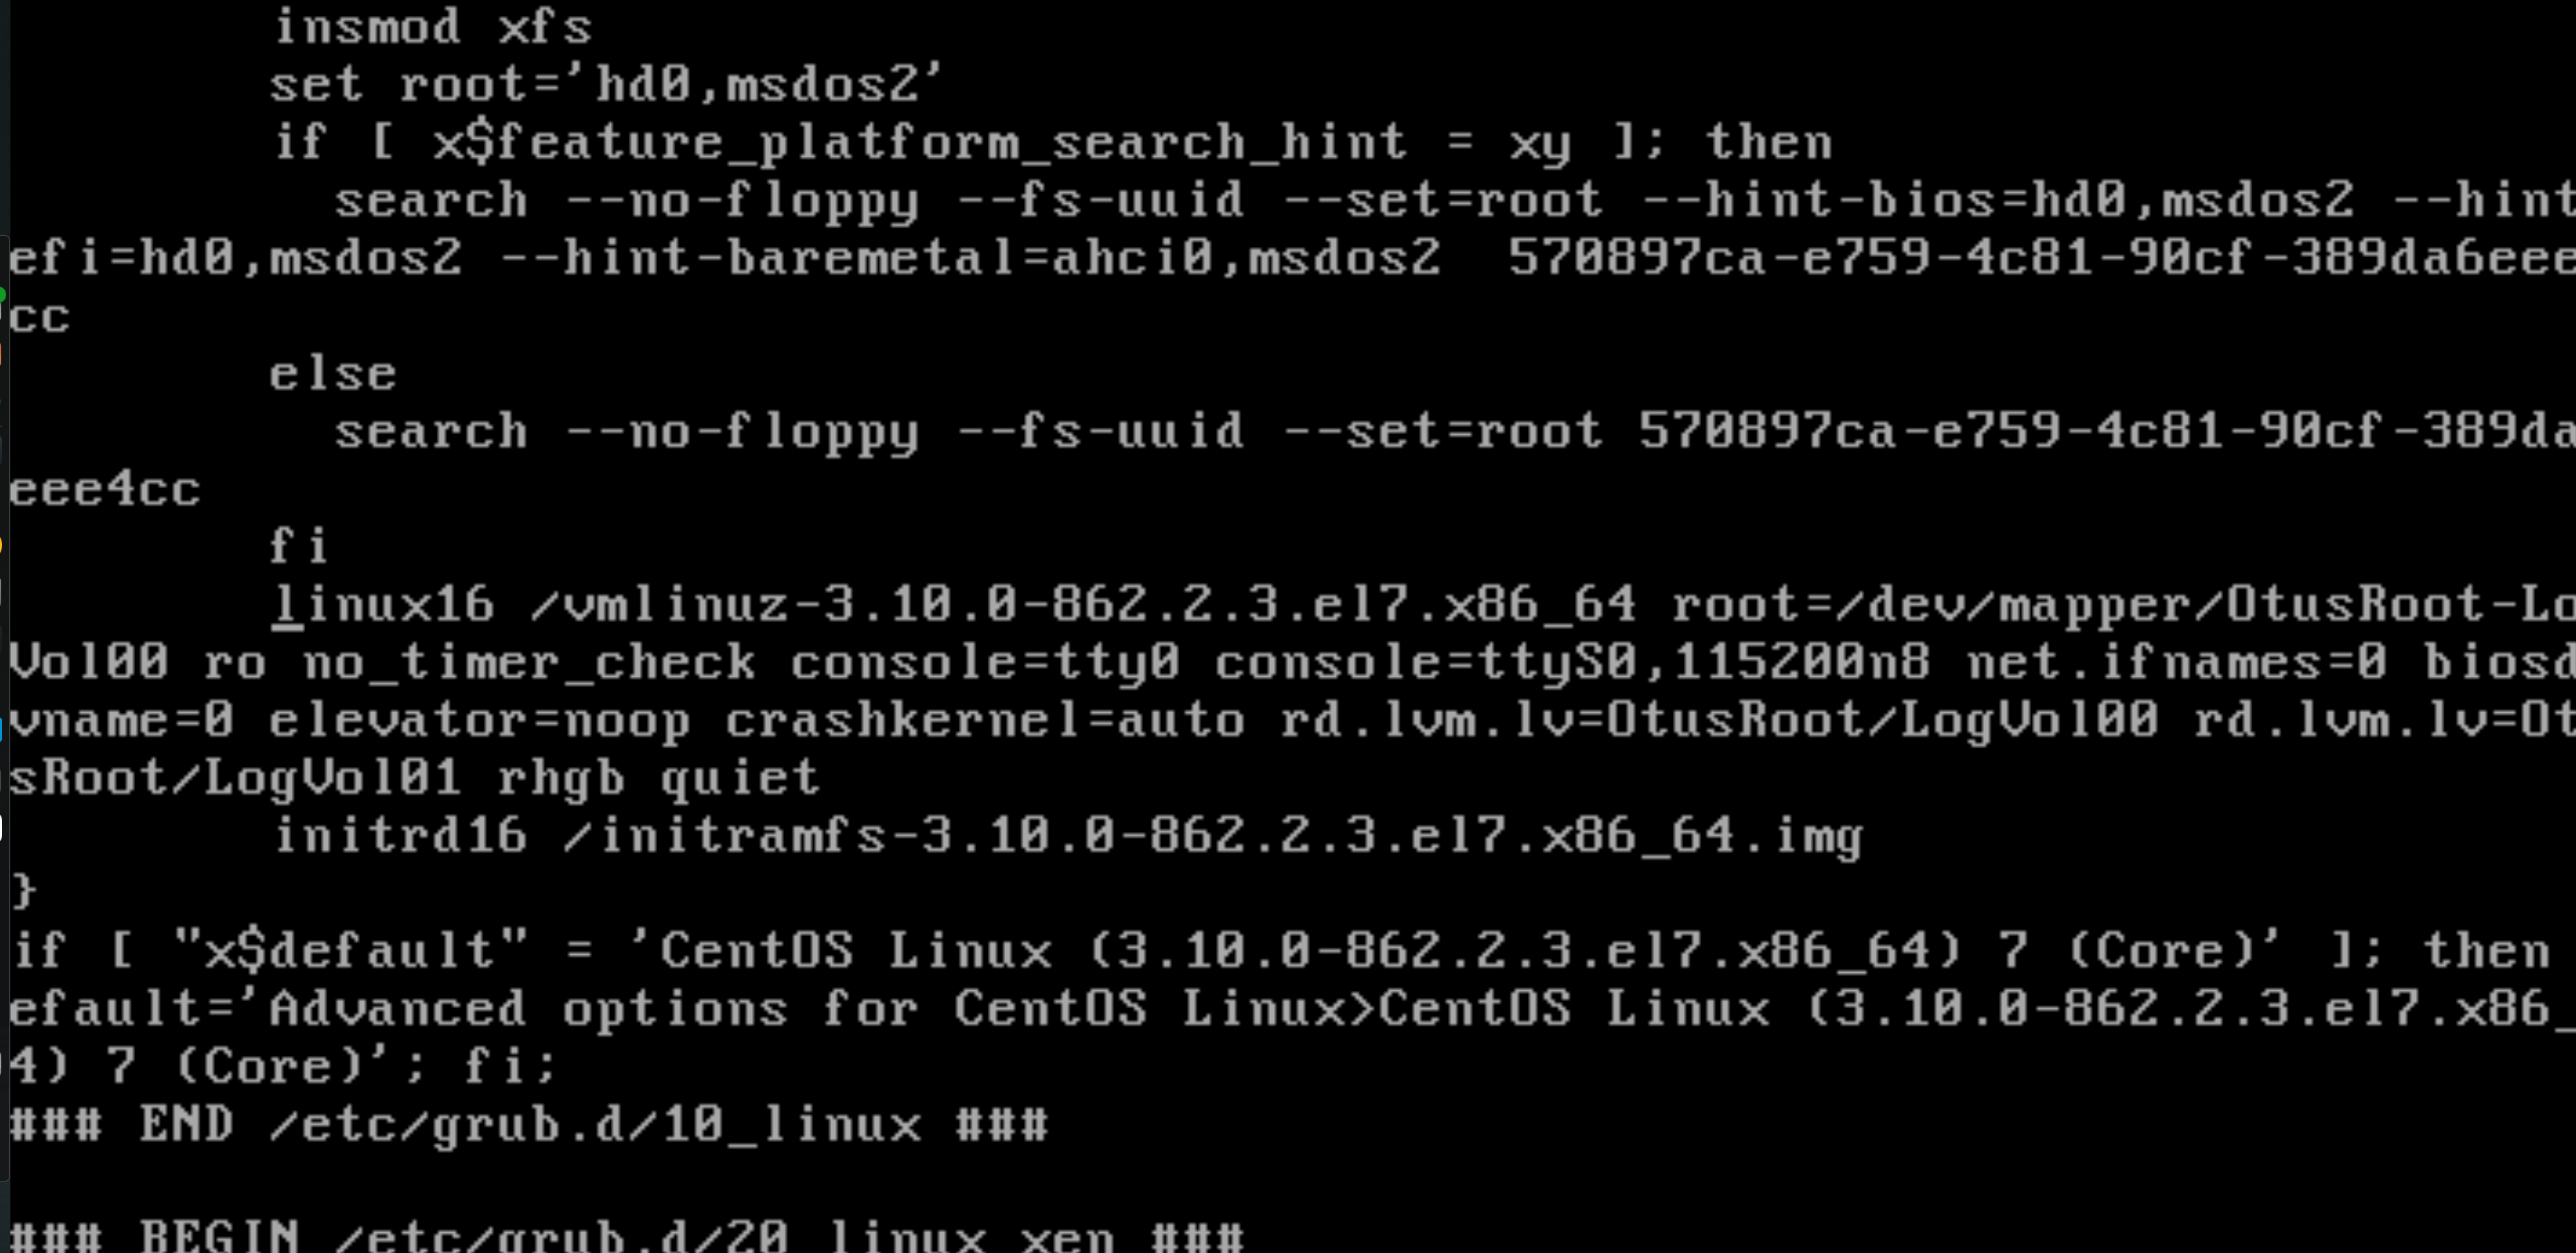 insmod xfs
set root='hd0,msdos2'
if [ x$feature_platform_search_hint = xy ]; then
search --no-floppy --fs-uuid --set=root --hint-bios=hd0,msdos2 --hint
efi=hd0,msdos2 --hint-baremetal=ahci0,msdos2 570897ca-e759-4c81-90cf-389da6eee
cc
else
search --no-floppy --fs-uuid --set=root 570897ca-e759-4c81-90cf-389da
eee4cc
fi
linux16 /vmlinuz-3.10.0-862.2.3.el7.x86_64 root=/dev/mapper/OtusRoot-Lo
Vol00 ro no_timer_check console=tty0 console=ttyS0,115200n8 net.ifnames=0 biosd
vname=0 elevator=noop crashkernel=auto rd.lvm.lv=OtusRoot/LogVol00 rd.lvm.lv=Ot
sRoot/LogVol01 rhgb quiet
initrd16 /initramfs-3.10.0-862.2.3.el7.x86_64.img
}
if [ "x$default" = 'CentOS Linux (3.10.0-862.2.3.el7.x86_64) 7 (Core)' ]; then
efault='Advanced options for CentOS Linux>CentOS Linux (3.10.0-862.2.3.el7.x86_
4) 7 (Core)'; fi;
### END /etc/grub.d/10_linux ###
### BEGIN /etc/grub.d/20_linux_xen ###